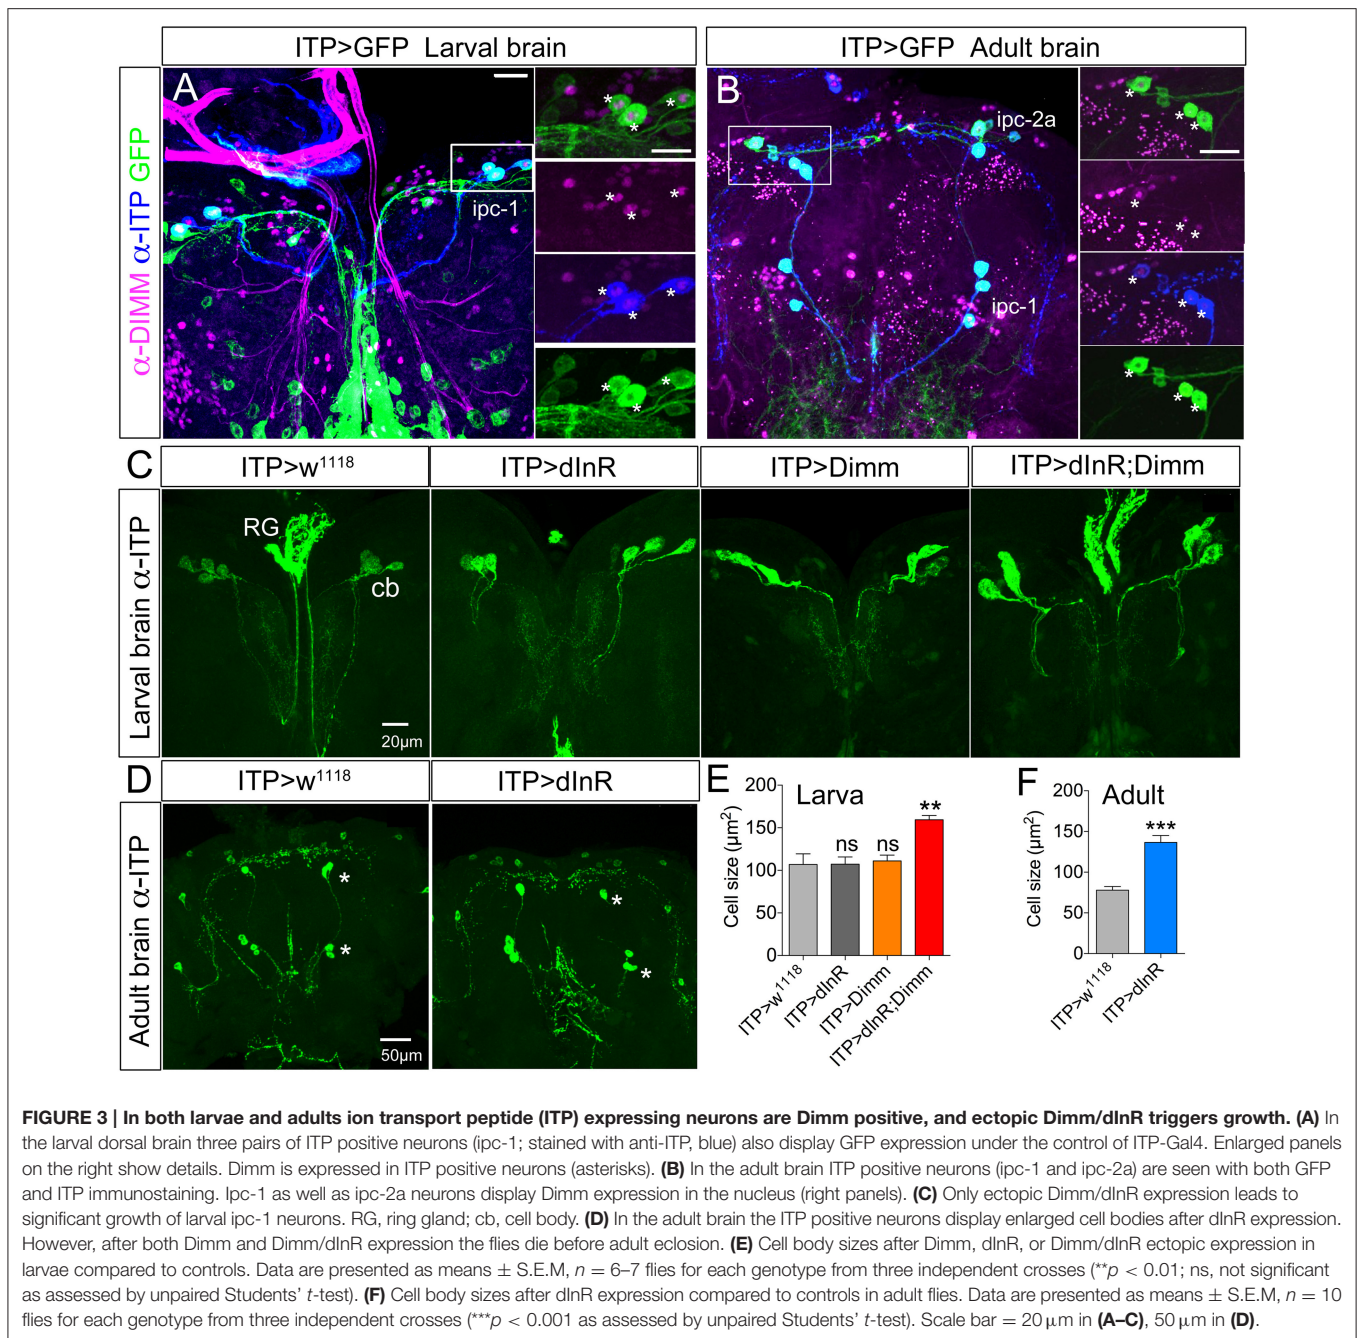 ITP>GFP Larval brain
ITP>GFP Adult brain
α-DIMM α-ITP GFP
A
ipc-1
*
*
*
*
*
*
*
*
*
*
*
*
B
ipc-2a
ipc-1
*
*
*
*
*
*
*
*
*
*
*
*
C
ITP>w1118
ITP>dInR
ITP>Dimm
ITP>dInR;Dimm
Larval brain α-ITP
RG
cb
20µm
D
ITP>w1118
ITP>dInR
Adult brain α-ITP
*
*
50µm
*
*
E
Larva
Cell size (µm2)
200
150
100
50
0
ns
ns
**
ITP>w1118
ITP>dInR
ITP>Dimm
ITP>dInR;Dimm
F
Adult
Cell size (µm2)
200
150
100
50
0
***
ITP>w1118
ITP>dInR
FIGURE 3 | In both larvae and adults ion transport peptide (ITP) expressing neurons are Dimm positive, and ectopic Dimm/dInR triggers growth. (A) In
the larval dorsal brain three pairs of ITP positive neurons (ipc-1; stained with anti-ITP, blue) also display GFP expression under the control of ITP-Gal4. Enlarged panels
on the right show details. Dimm is expressed in ITP positive neurons (asterisks). (B) In the adult brain ITP positive neurons (ipc-1 and ipc-2a) are seen with both GFP
and ITP immunostaining. Ipc-1 as well as ipc-2a neurons display Dimm expression in the nucleus (right panels). (C) Only ectopic Dimm/dInR expression leads to
significant growth of larval ipc-1 neurons. RG, ring gland; cb, cell body. (D) In the adult brain the ITP positive neurons display enlarged cell bodies after dInR expression.
However, after both Dimm and Dimm/dInR expression the flies die before adult eclosion. (E) Cell body sizes after Dimm, dInR, or Dimm/dInR ectopic expression in
larvae compared to controls. Data are presented as means ± S.E.M, n = 6–7 flies for each genotype from three independent crosses (**p < 0.01; ns, not significant
as assessed by unpaired Students' t-test). (F) Cell body sizes after dInR expression compared to controls in adult flies. Data are presented as means ± S.E.M, n = 10
flies for each genotype from three independent crosses (***p < 0.001 as assessed by unpaired Students' t-test). Scale bar = 20 µm in (A–C), 50 µm in (D).